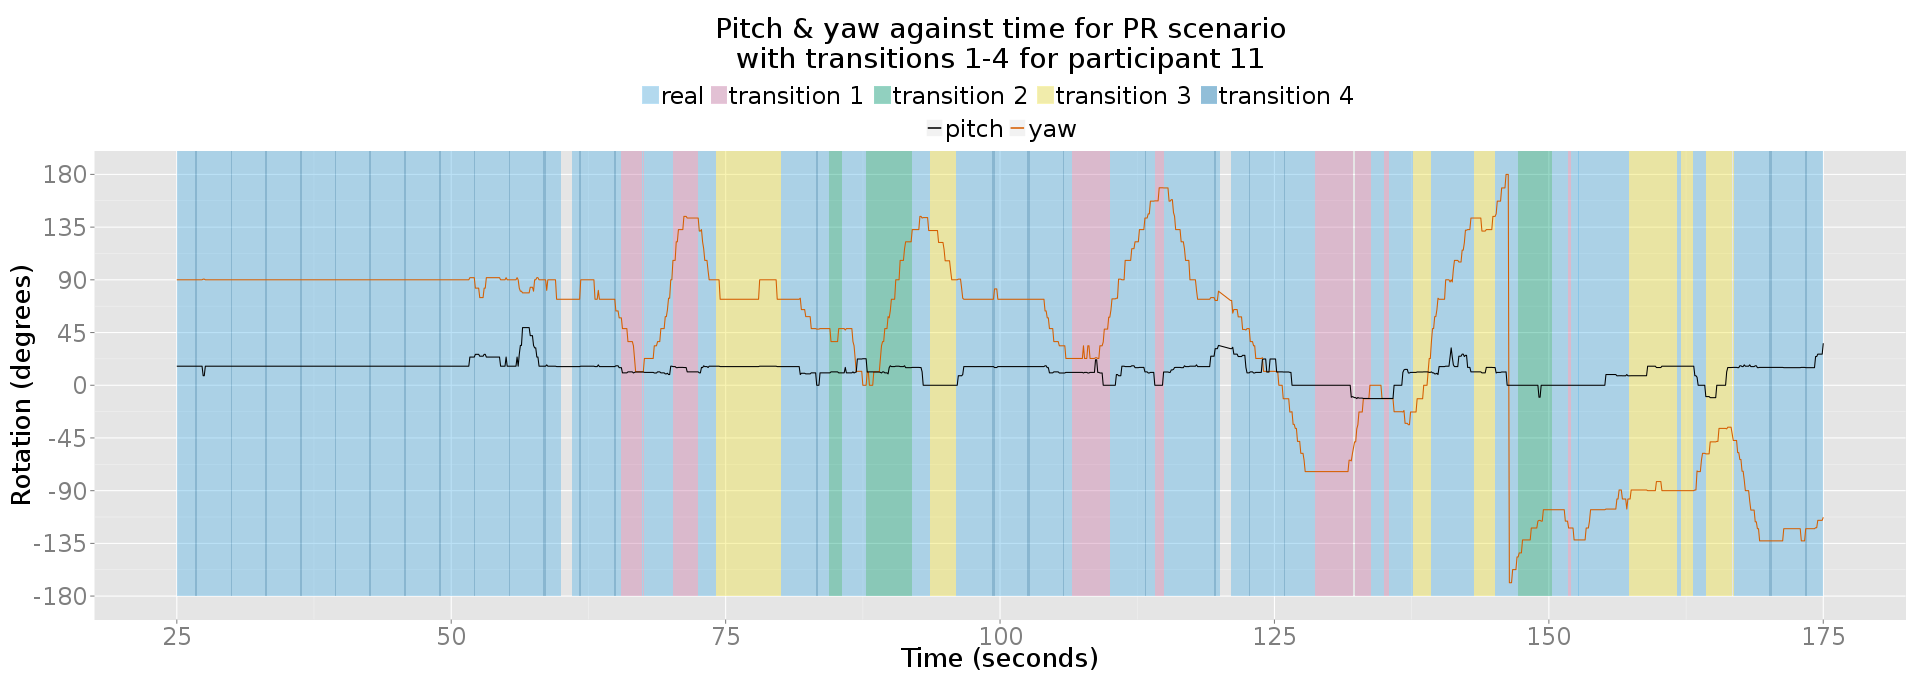 Pitch & yaw against time for PR scenario
with transitions 1-4 for participant 11
real transition 1 transition 2 transition 3 transition 4
pitch yaw
Rotation (degrees)
180
135
90
45
0
-45
-90
-135
-180
25 50 75 100 125 150 175
Time (seconds)